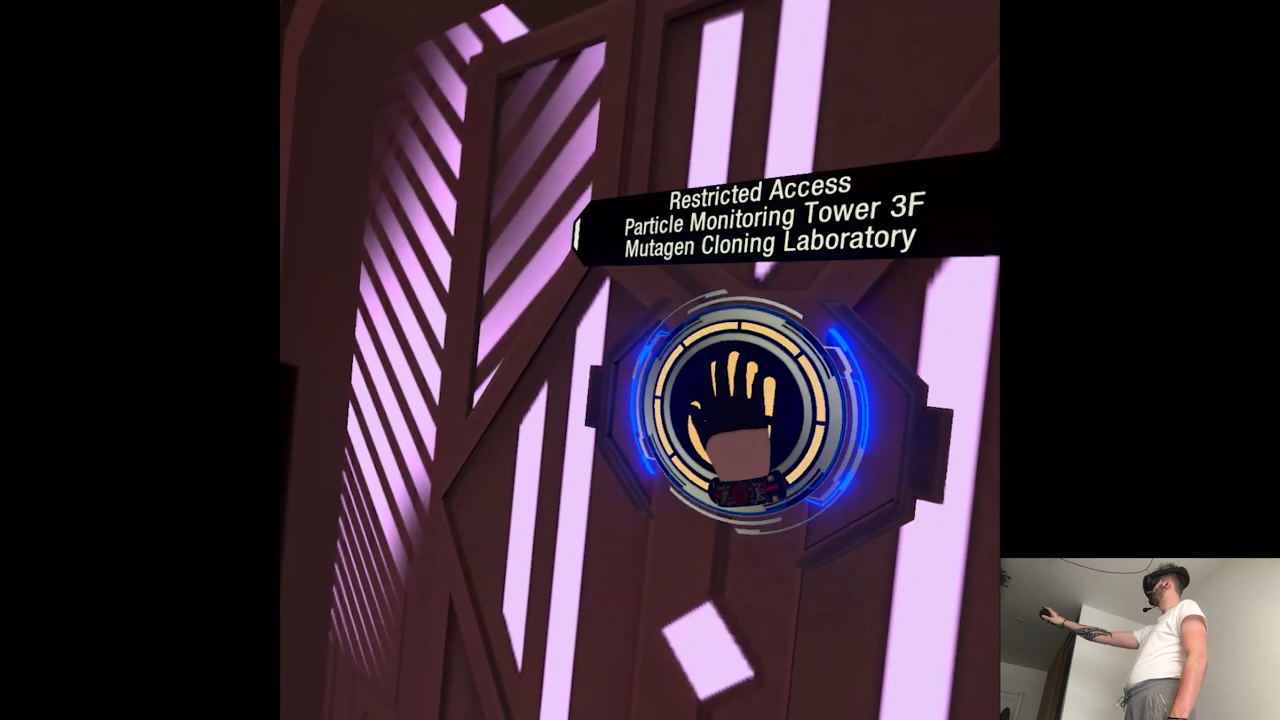 Restricted Access
Particle Monitoring Tower 3F
Mutagen Cloning Laboratory